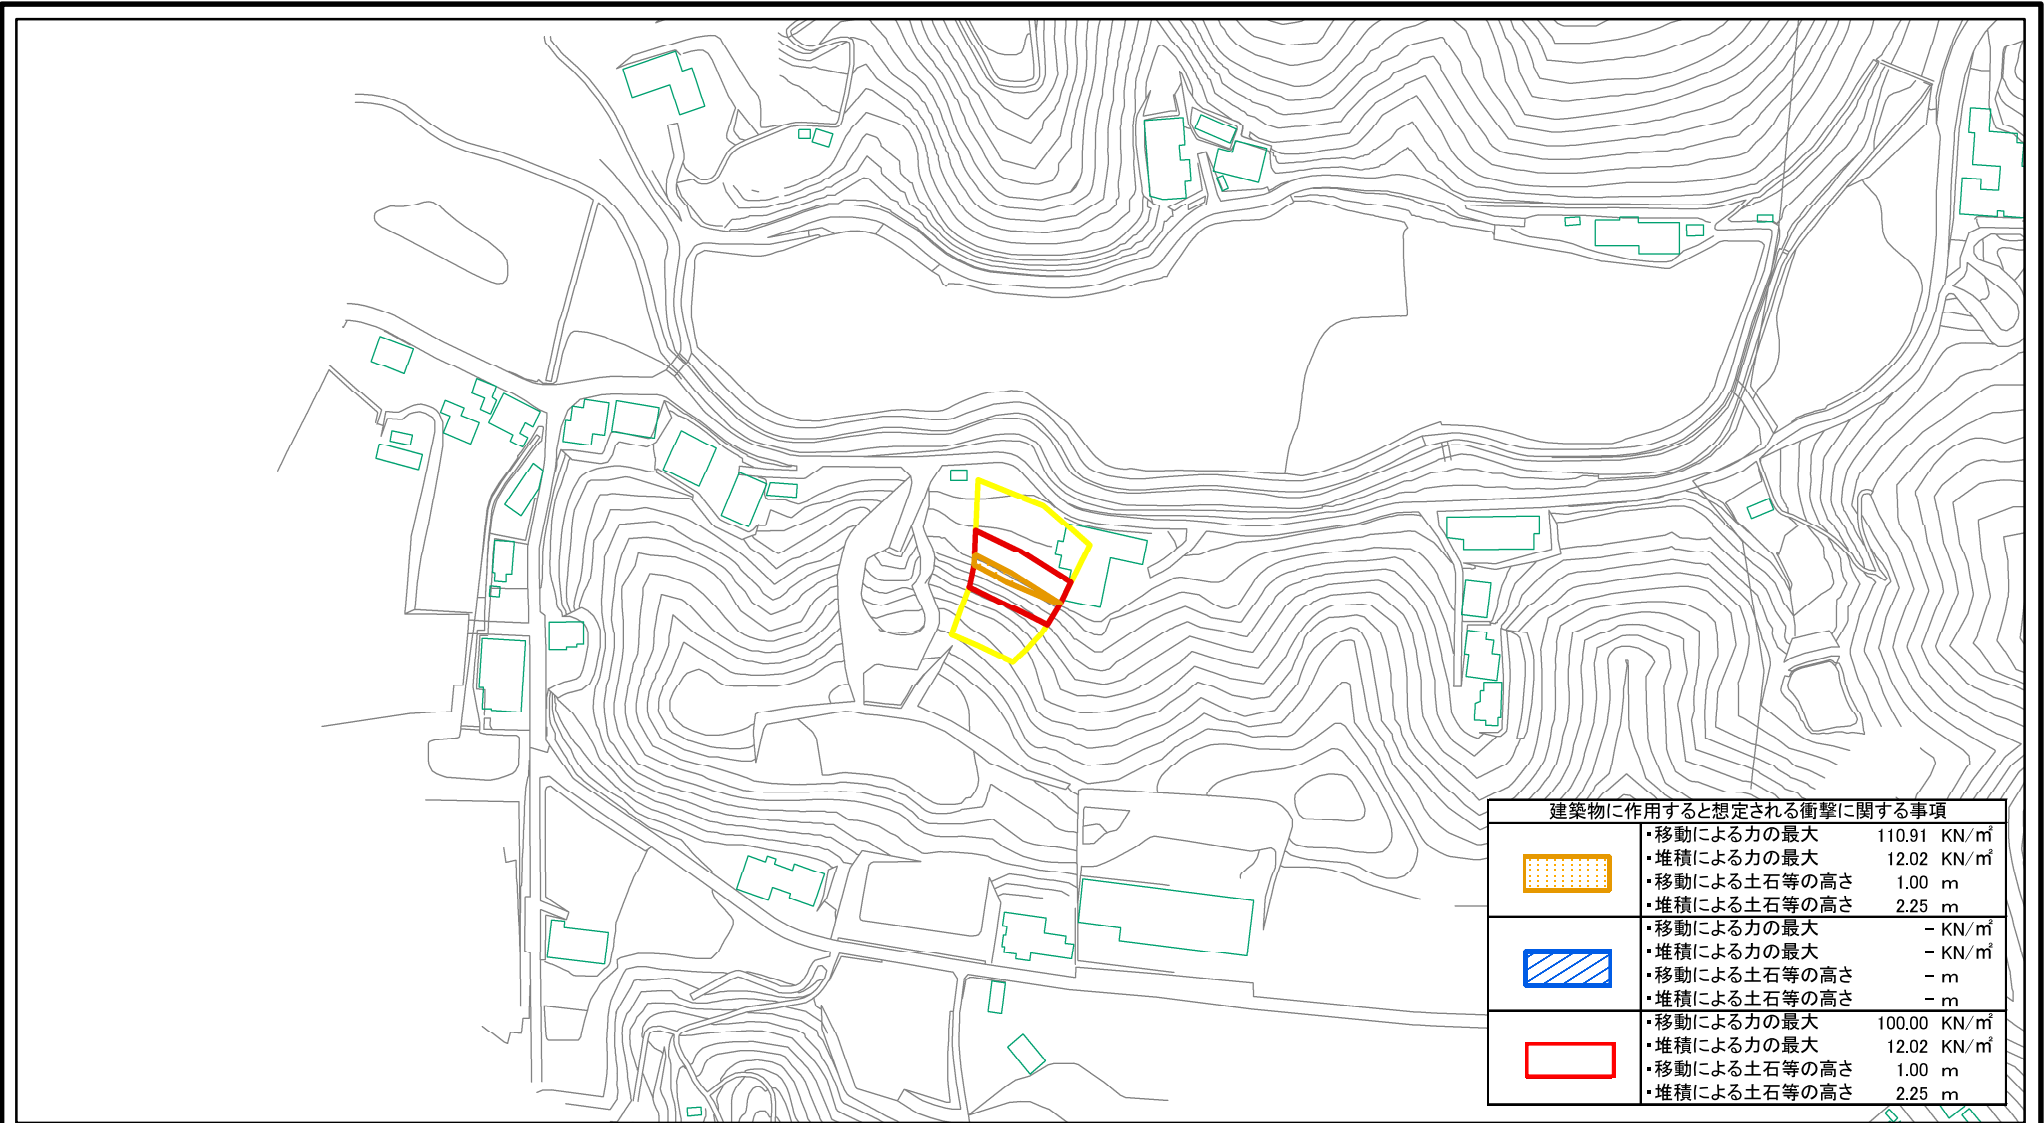 建築物に作用すると想定される衝撃に関する事項
・移動による力の最大 110.91 KN/㎡
・堆積による力の最大 12.02 KN/㎡
・移動による土石等の高さ 1.00 m
・堆積による土石等の高さ 2.25 m
・移動による力の最大 - KN/㎡
・堆積による力の最大 - KN/㎡
・移動による土石等の高さ - m
・堆積による土石等の高さ - m
・移動による力の最大 100.00 KN/㎡
・堆積による力の最大 12.02 KN/㎡
・移動による土石等の高さ 1.00 m
・堆積による土石等の高さ 2.25 m